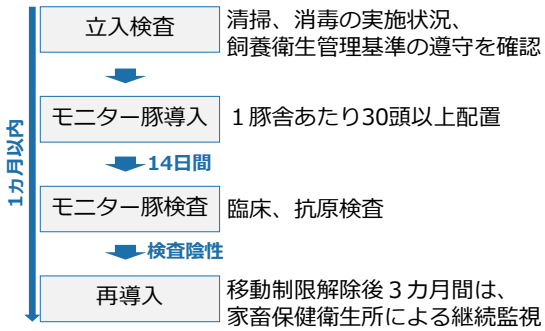 立入検査
清掃、消毒の実施状況、
飼養衛生管理基準の遵守を確認
モニター豚導入
１豚舎あたり30頭以上配置
14日間
モニター豚検査
臨床、抗原検査
検査陰性
再導入
移動制限解除後３カ月間は、
家畜保健衛生所による継続監視
1カ月以内